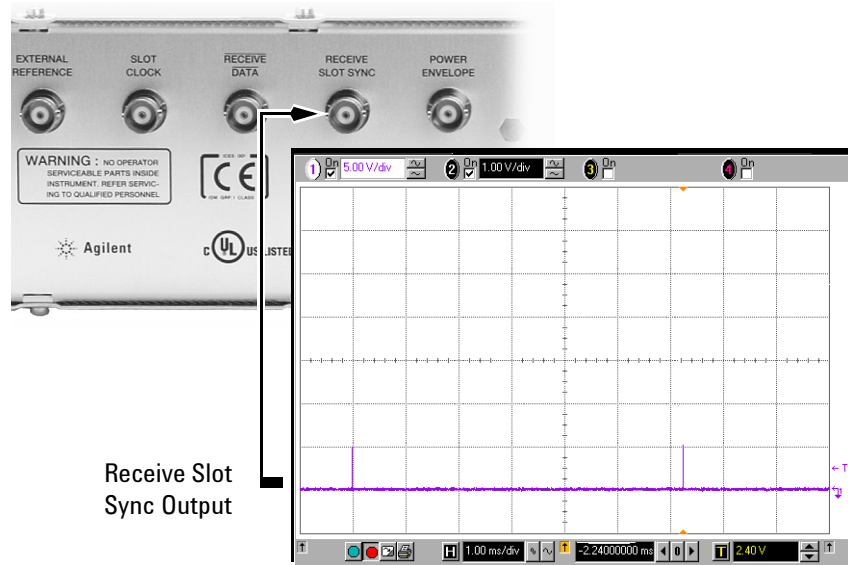 EXTERNAL
REFERENCE
SLOT
CLOCK
RECEIVE
DATA
RECEIVE
SLOT SYNC
POWER
ENVELOPE
WARNING : NO OPERATOR
SERVICEABLE PARTS INSIDE
INSTRUMENT. REFER SERVIC-
ING TO QUALIFIED PERSONNEL
CE
Agilent
C UL US LISTED
1 On 5.00 V/div 2 On 1.00 V/div 3 On 4 On
T
H 1.00 ms/div -2.24000000 ms 0 T 2.40 V
Receive Slot
Sync Output